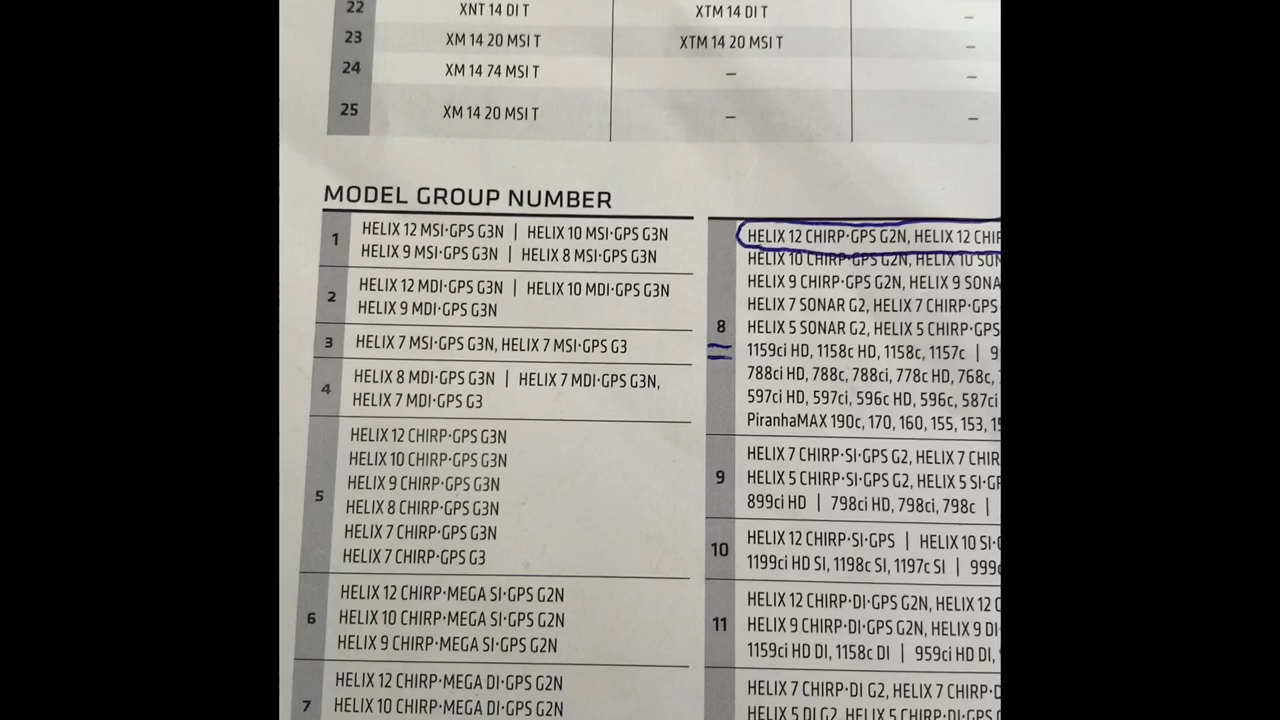 22 XNT 14 DI T XTM 14 DI T –
23 XM 14 20 MSI T XTM 14 20 MSI T –
24 XM 14 74 MSI T – –
25 XM 14 20 MSI T – –
MODEL GROUP NUMBER
1 HELIX 12 MSI·GPS G3N | HELIX 10 MSI·GPS G3N
HELIX 9 MSI·GPS G3N | HELIX 8 MSI·GPS G3N
2 HELIX 12 MDI·GPS G3N | HELIX 10 MDI·GPS G3N
HELIX 9 MDI·GPS G3N
3 HELIX 7 MSI·GPS G3N, HELIX 7 MSI·GPS G3
4 HELIX 8 MDI·GPS G3N | HELIX 7 MDI·GPS G3N,
HELIX 7 MDI·GPS G3
5 HELIX 12 CHIRP·GPS G3N
HELIX 10 CHIRP·GPS G3N
HELIX 9 CHIRP·GPS G3N
HELIX 8 CHIRP·GPS G3N
HELIX 7 CHIRP·GPS G3N
HELIX 7 CHIRP·GPS G3
6 HELIX 12 CHIRP·MEGA SI·GPS G2N
HELIX 10 CHIRP·MEGA SI·GPS G2N
HELIX 9 CHIRP·MEGA SI·GPS G2N
7 HELIX 12 CHIRP·MEGA DI·GPS G2N
HELIX 10 CHIRP·MEGA DI·GPS G2N
8 HELIX 12 CHIRP·GPS G2N, HELIX 12
HELIX 10 CHIRP·GPS G2N, HELIX 10
HELIX 9 CHIRP·GPS G2N, HELIX 9
HELIX 7 SONAR G2, HELIX 7 CHIRP·GPS
HELIX 5 SONAR G2, HELIX 5 CHIRP·GPS
1159ci HD, 1158c HD, 1158c, 1157c |
788ci HD, 788c, 788ci, 778c HD, 768c,
597ci HD, 597ci, 596c HD, 596c, 587ci
PiranhaMAX 190c, 170, 160, 155, 153,
9 HELIX 7 CHIRP·SI·GPS G2, HELIX 7
HELIX 5 CHIRP·SI·GPS G2, HELIX 5
899ci HD | 798ci HD, 798ci, 798c |
10 HELIX 12 CHIRP·SI·GPS | HELIX 10
1199ci HD SI, 1198c SI, 1197c SI |
11 HELIX 12 CHIRP·DI·GPS G2N, HELIX 12
HELIX 9 CHIRP·DI·GPS G2N, HELIX 9
1159ci HD DI, 1158c DI | 959ci HD DI,
HELIX 7 CHIRP·DI G2, HELIX 7
HELIX 5 DI G2, HELIX 5